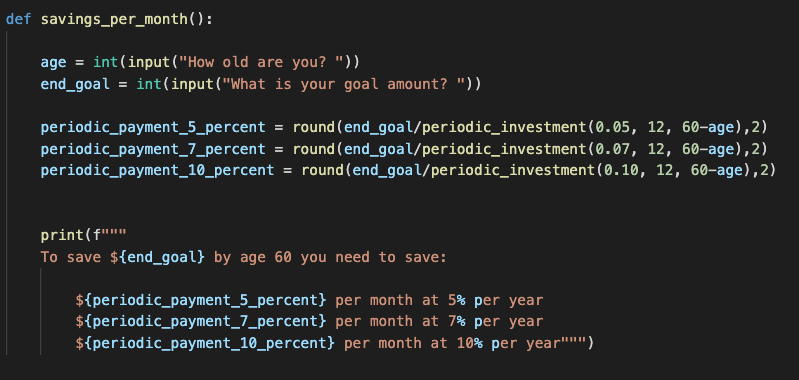 def savings_per_month():
age = int(input("How old are you? "))
end_goal = int(input("What is your goal amount? "))
periodic_payment_5_percent = round(end_goal/periodic_investment(0.05, 12, 60-age),2)
periodic_payment_7_percent = round(end_goal/periodic_investment(0.07, 12, 60-age),2)
periodic_payment_10_percent = round(end_goal/periodic_investment(0.10, 12, 60-age),2)
print(f"""
To save ${end_goal} by age 60 you need to save:
${periodic_payment_5_percent} per month at 5% per year
${periodic_payment_7_percent} per month at 7% per year
${periodic_payment_10_percent} per month at 10% per year""")